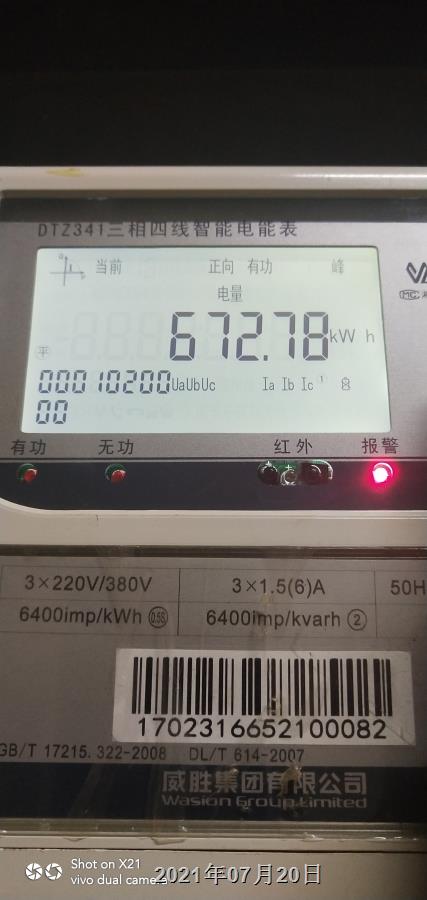 DTZ341三相四线智能电能表
当前 正向 有功 峰
电量
672.78 kWh
平
00010200 UaUbUc Ia Ib Ic
00
有功 无功 红外 报警
3×220V/380V 3×1.5(6)A 50H
6400imp/kWh 0.5S 6400imp/kvarh ②
1702316652100082
GB/T 17215.322-2008 DL/T 614-2007
威胜集团有限公司
Wasion Group Limited
Shot on X21
vivo dual camera
2021年07月20日